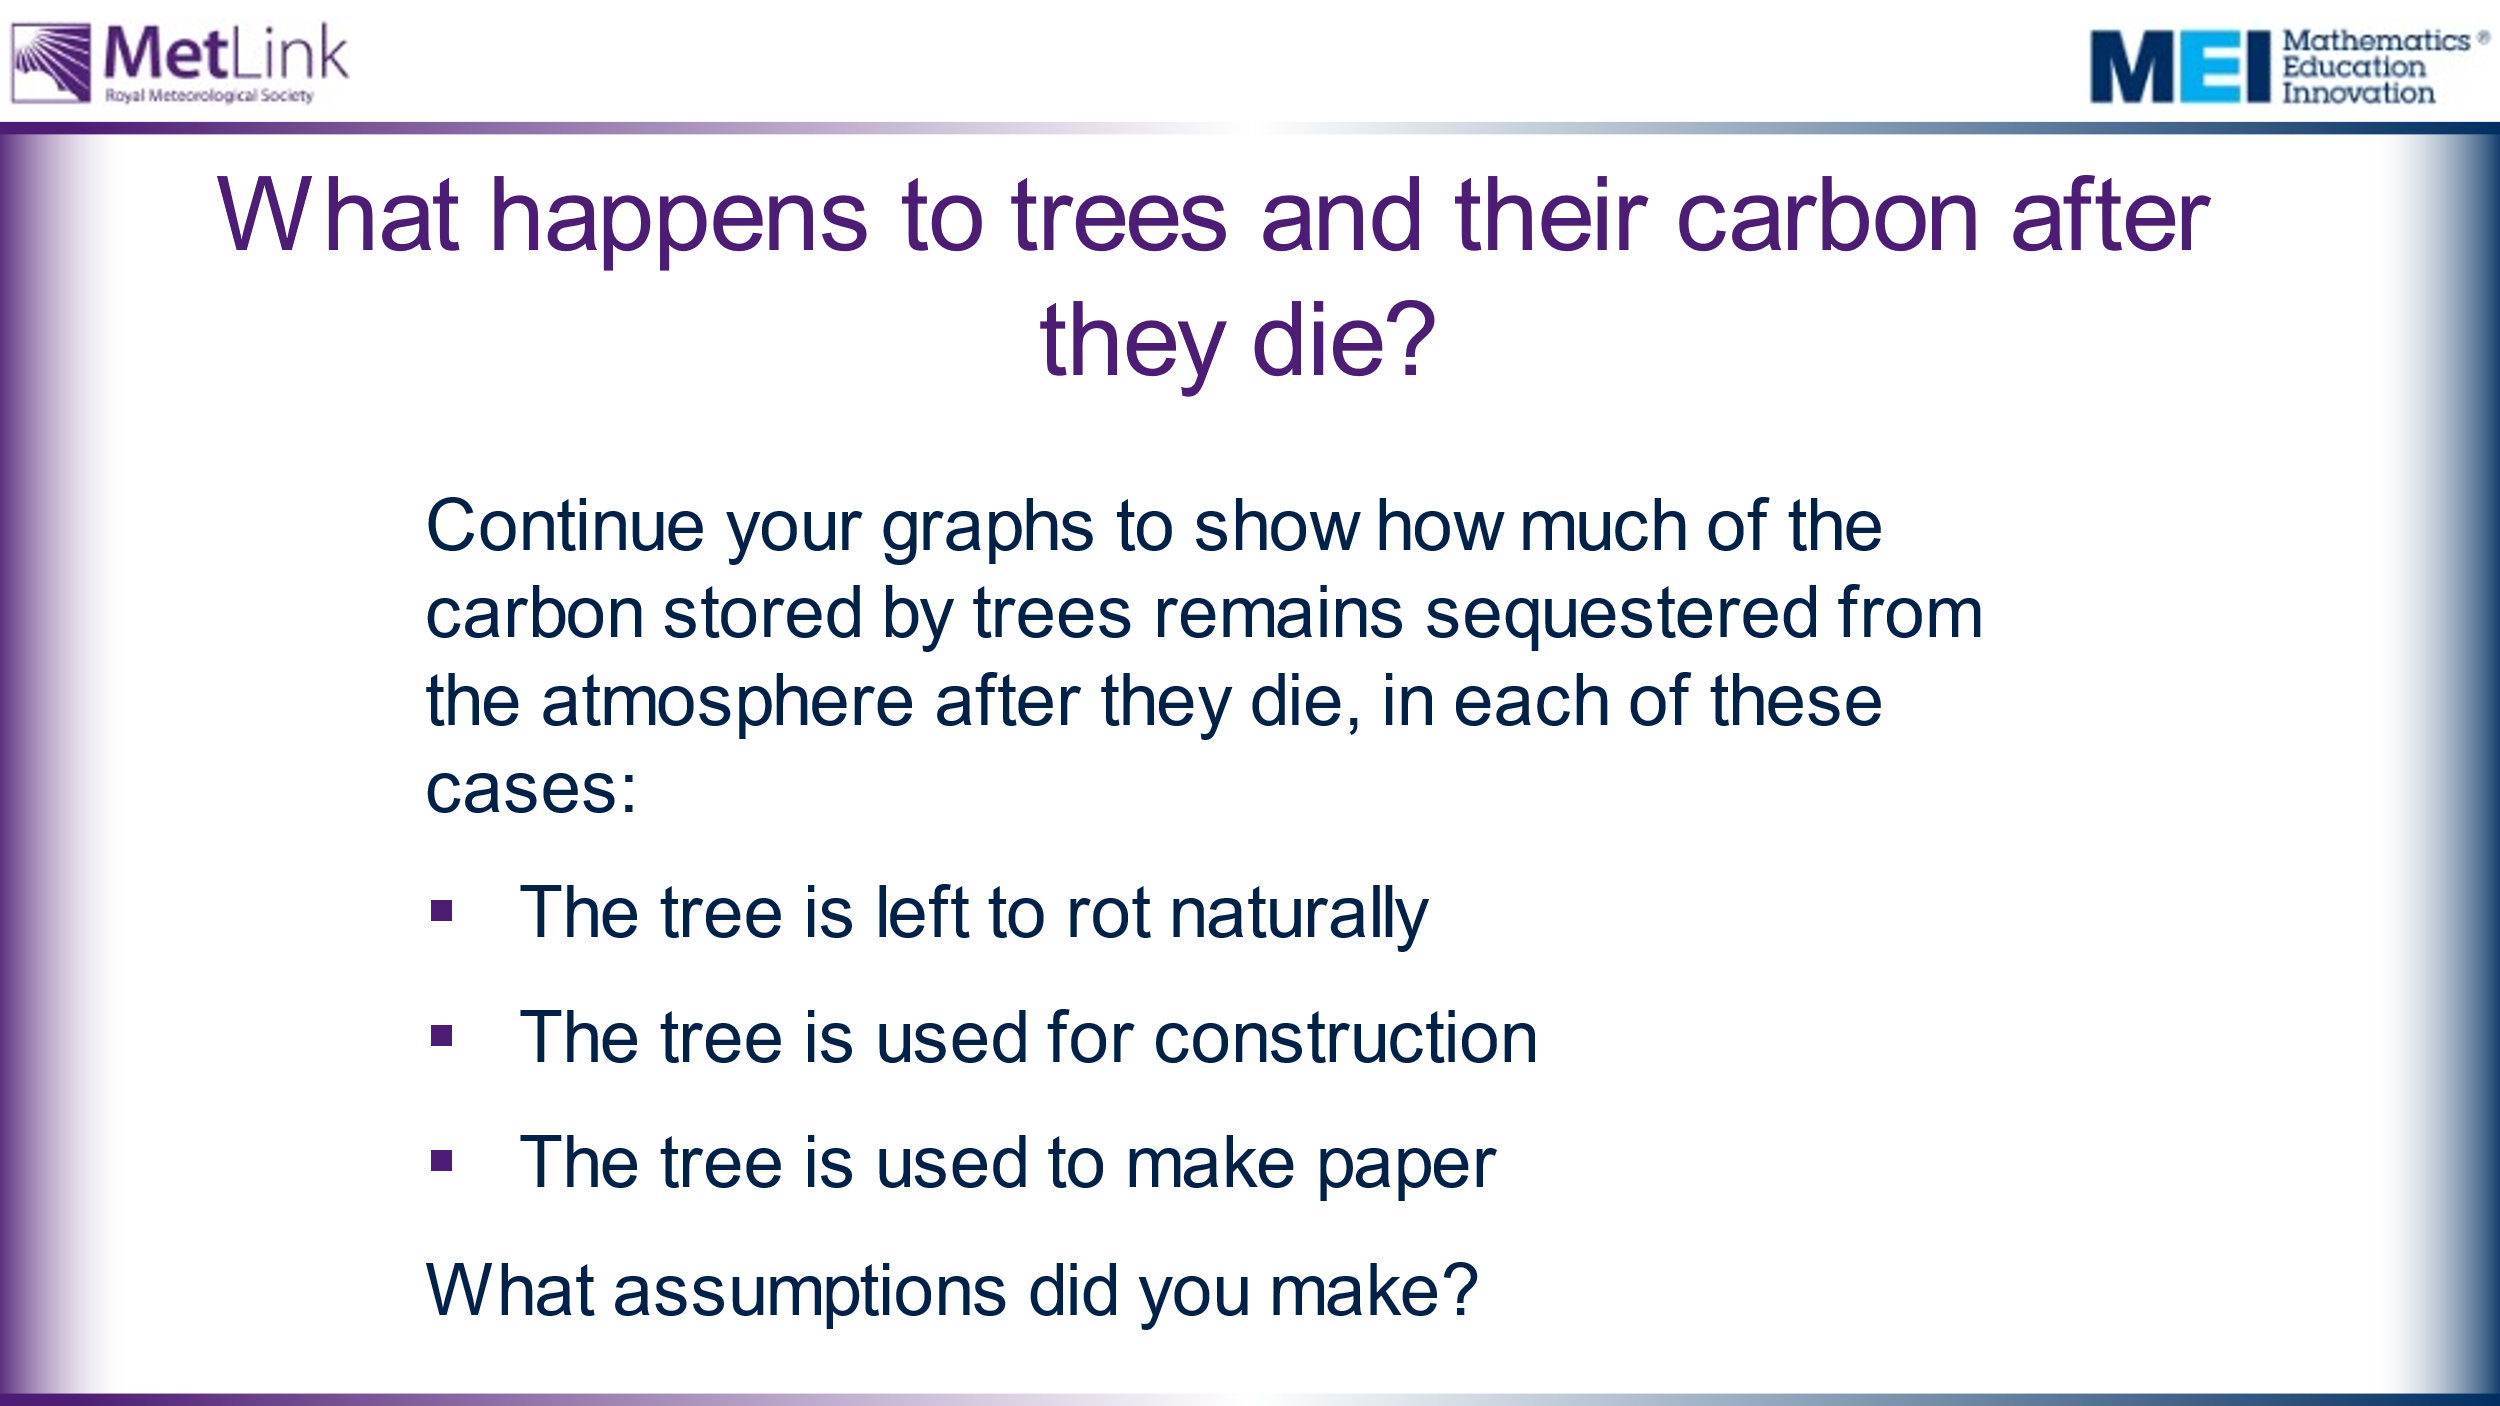 MetLink
Royal Meteorological Society
MEI Mathematics ®
Education
Innovation
What happens to trees and their carbon after
they die?
Continue your graphs to show how much of the
carbon stored by trees remains sequestered from
the atmosphere after they die, in each of these
cases:
▪ The tree is left to rot naturally
▪ The tree is used for construction
▪ The tree is used to make paper
What assumptions did you make?